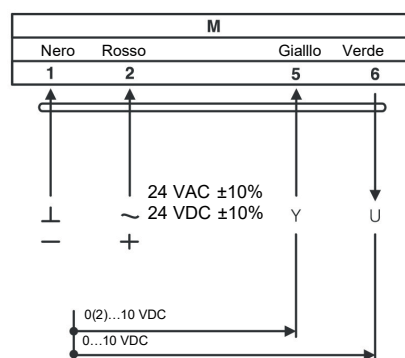 M
Nero Rosso Gialllo Verde
1 2 5 6
24 VAC ±10%
⊥ ~ 24 VDC ±10% Y U
− +
0(2)...10 VDC
0...10 VDC